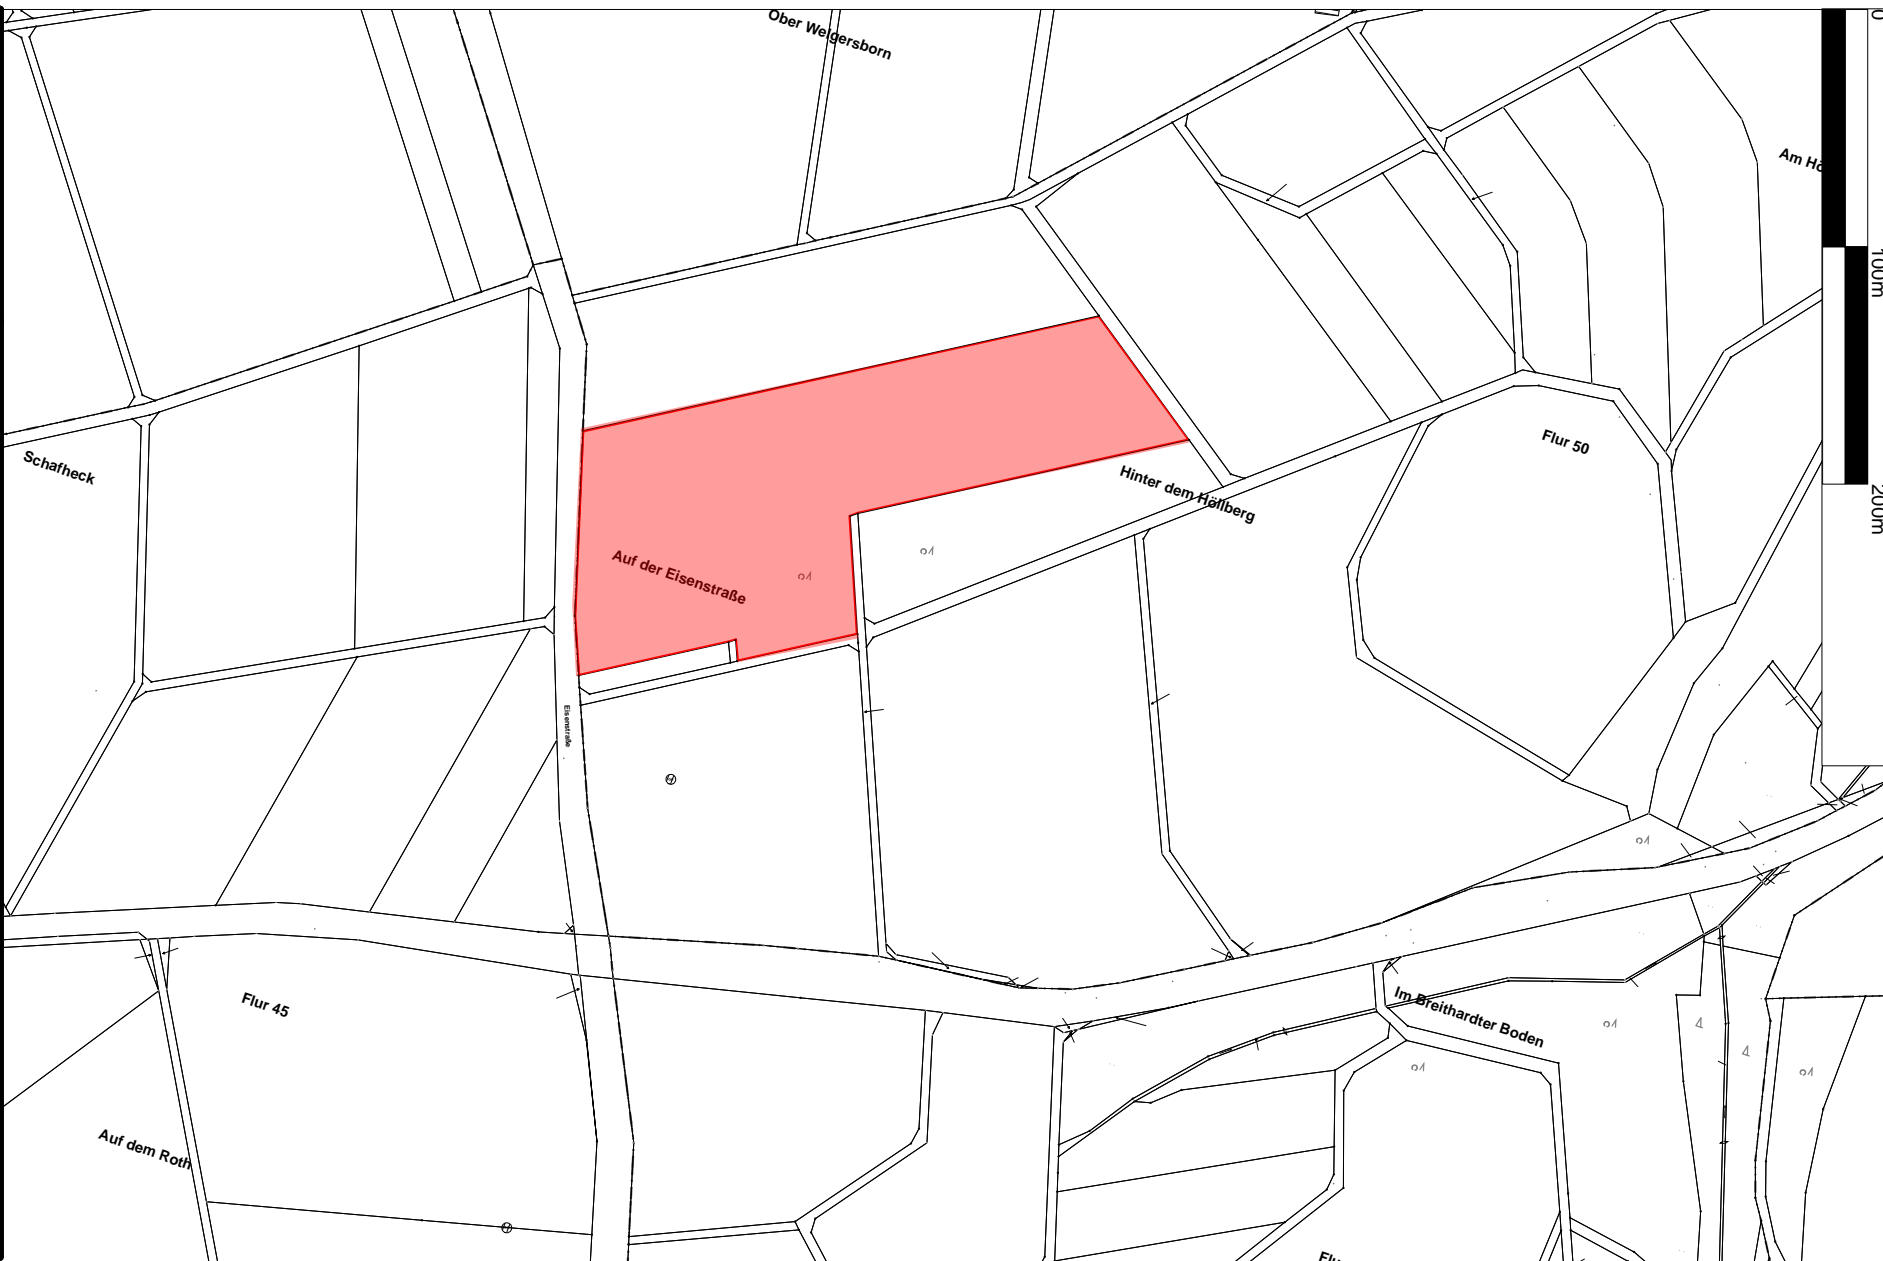 Ober Weigersborn
0
Am Hö
100m
Flur 50
Schafheck
Hinter dem Höllberg
200m
Auf der Eisenstraße
Eisenstraße
Im Breithardter Boden
Flur 45
Auf dem Roth